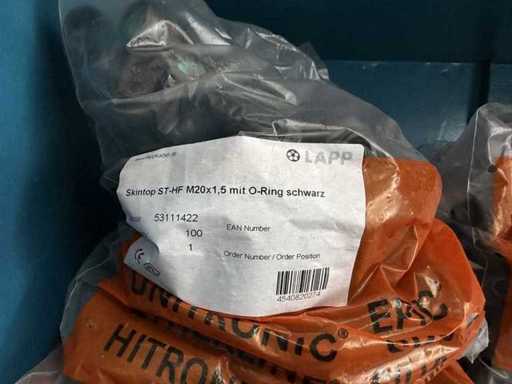 LAPP
Skintop ST-HF M20x1,5 mit O-Ring schwarz
53111422
100 EAN Number
1 Order Number / Order Position
4540820274
UNITRONIC® EPIC
HITRONIC